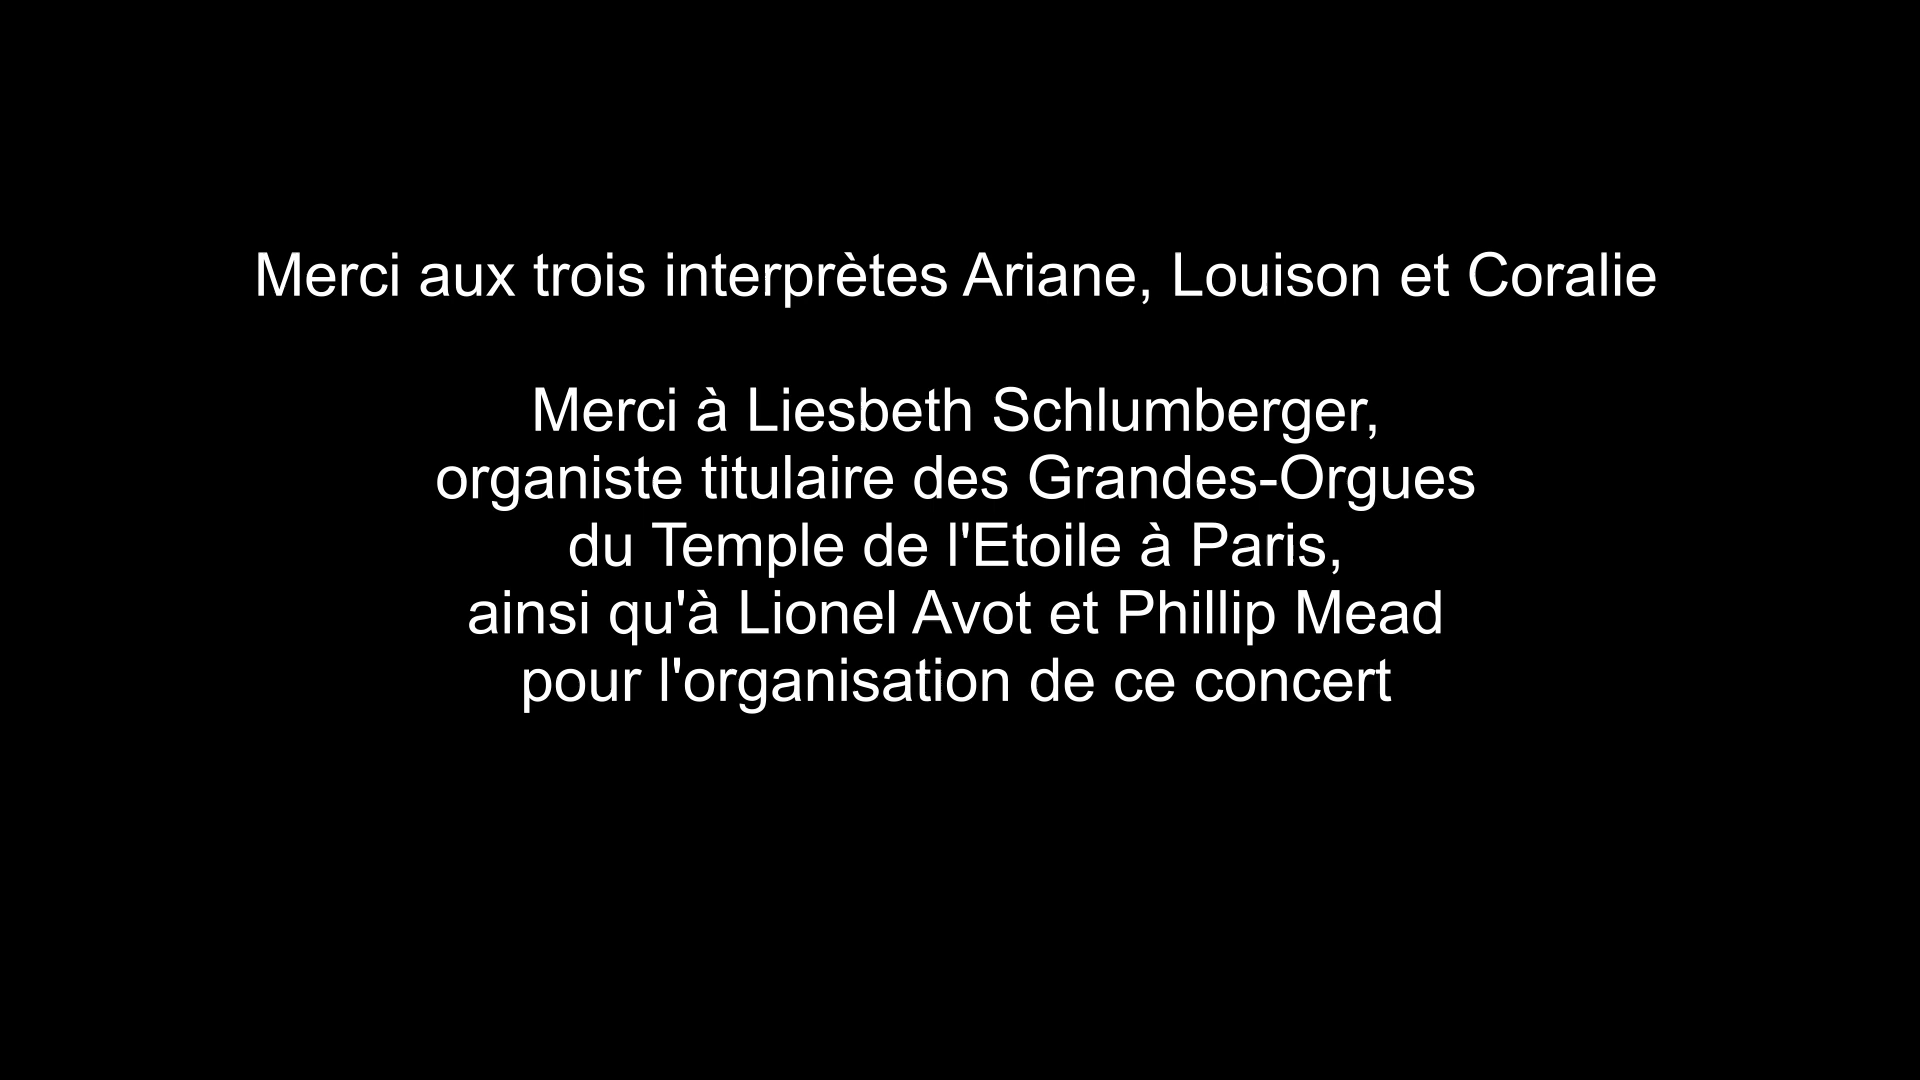 Merci aux trois interprètes Ariane, Louison et Coralie
Merci à Liesbeth Schlumberger,
organiste titulaire des Grandes-Orgues
du Temple de l'Etoile à Paris,
ainsi qu'à Lionel Avot et Phillip Mead
pour l'organisation de ce concert